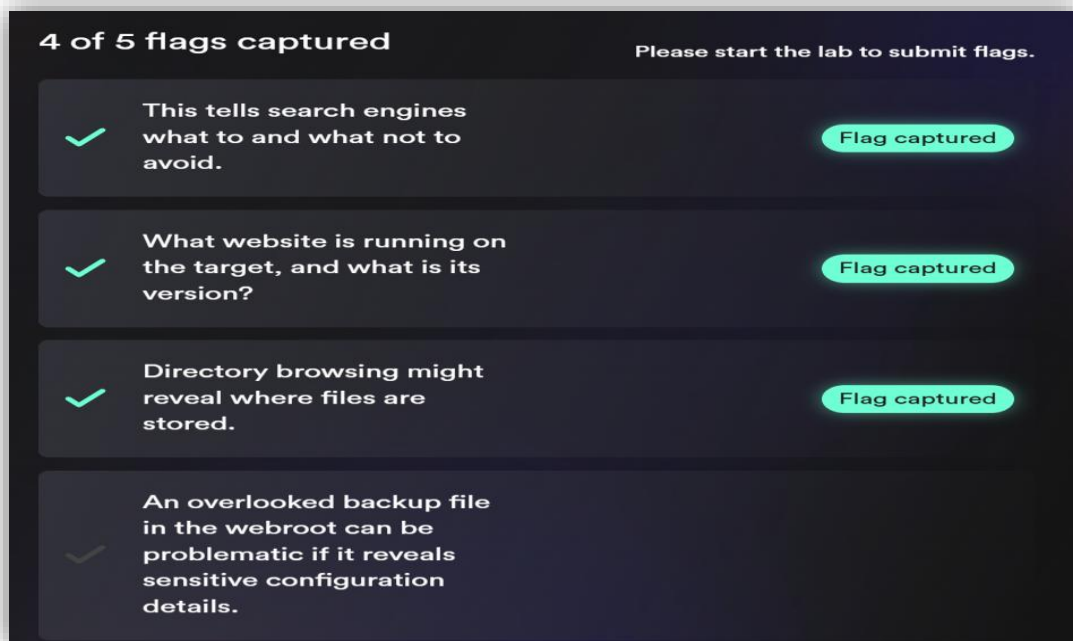 4 of 5 flags captured
Please start the lab to submit flags.
This tells search engines
what to and what not to
avoid.
Flag captured
What website is running on
the target, and what is its
version?
Flag captured
Directory browsing might
reveal where files are
stored.
Flag captured
An overlooked backup file
in the webroot can be
problematic if it reveals
sensitive configuration
details.